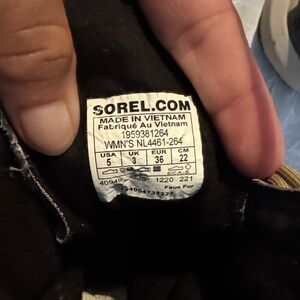 SOREL.COM
MADE IN VIETNAM
Fabriqué Au Vietnam
1959381264
WMN'S NL4461-264
USA UK EUR CM
5 3 36 22
1220 221
Faux Fur